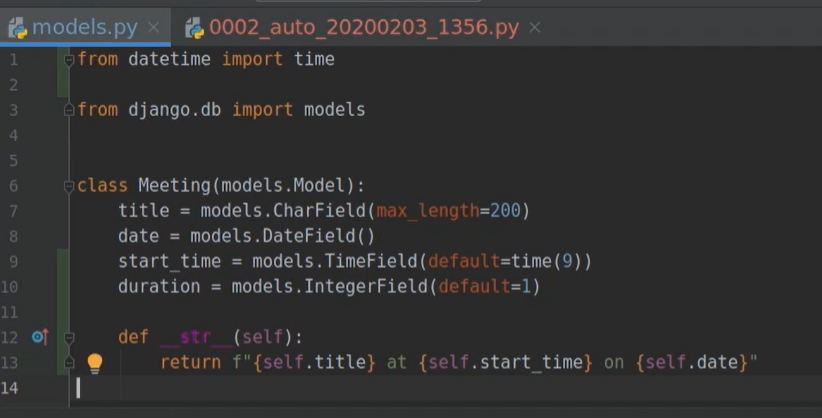 models.py × 0002_auto_20200203_1356.py ×
1 from datetime import time
2
3 from django.db import models
4
5
6 class Meeting(models.Model):
7     title = models.CharField(max_length=200)
8     date = models.DateField()
9     start_time = models.TimeField(default=time(9))
10     duration = models.IntegerField(default=1)
11
12     def __str__(self):
13         return f"{self.title} at {self.start_time} on {self.date}"
14